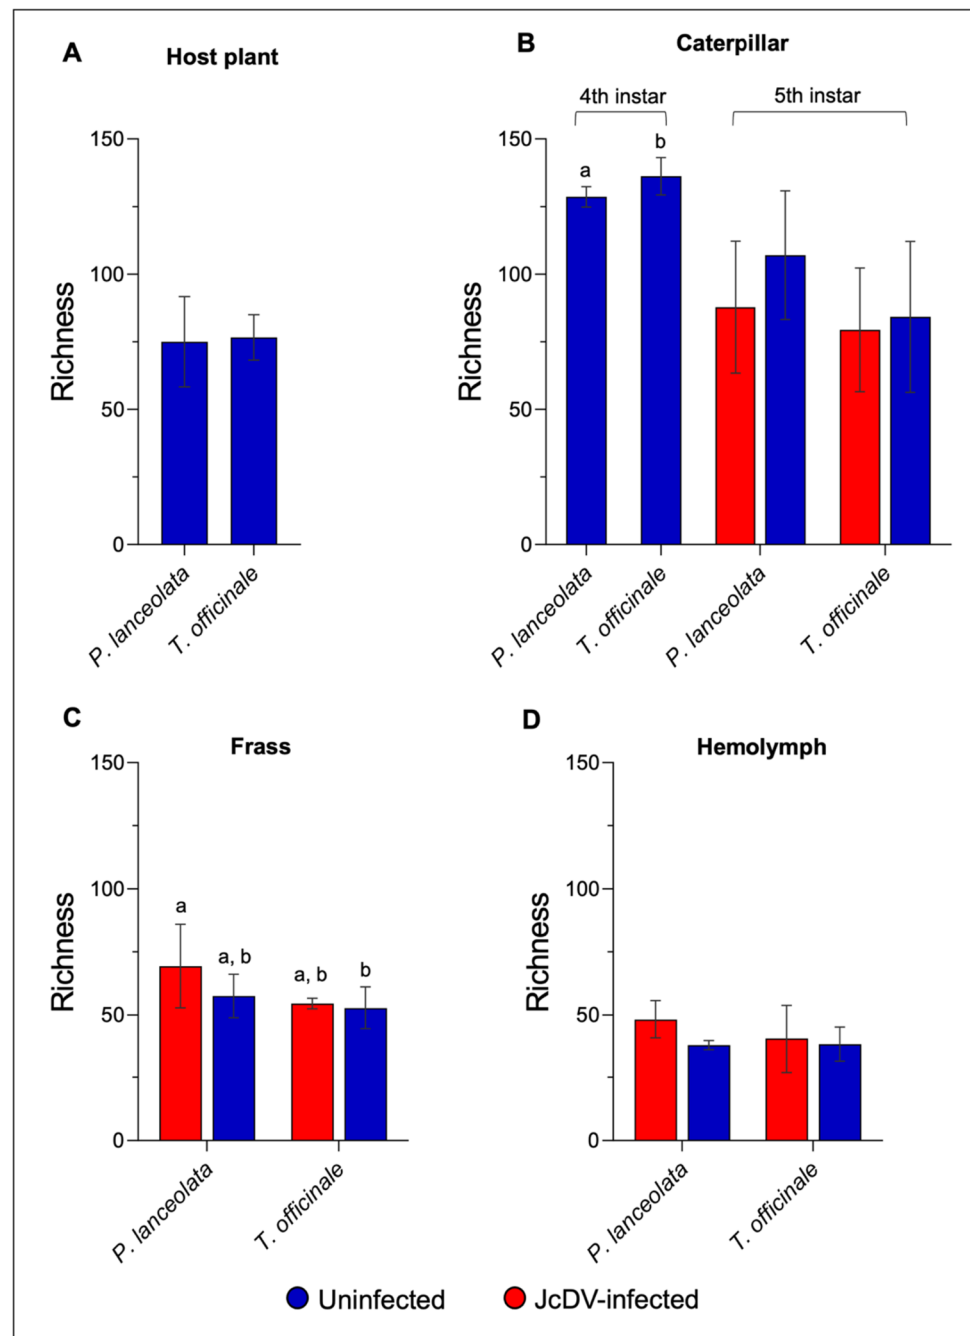 A
Host plant
150
100
50
0
Richness
P. lanceolata
T. officinale
B
Caterpillar
4th instar
5th instar
a
b
150
100
50
0
Richness
P. lanceolata
T. officinale
P. lanceolata
T. officinale
C
Frass
150
100
50
0
Richness
a
a, b
a, b
b
P. lanceolata
T. officinale
D
Hemolymph
150
100
50
0
Richness
P. lanceolata
T. officinale
Uninfected
JcDV-infected